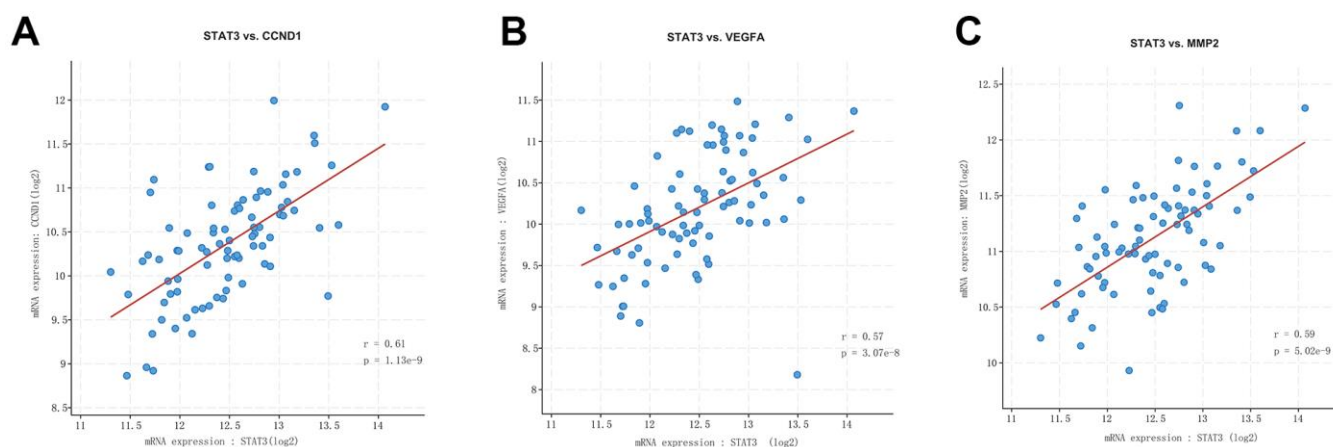 A
STAT3 vs. CCND1
mRNA expression: CCND1(log2)
12
11.5
11
10.5
10
9.5
9
8.5
11
11.5
12
12.5
13
13.5
14
r = 0.61
p = 1.13e-9
mRNA expression : STAT3(log2)
B
STAT3 vs. VEGFA
mRNA expression : VEGFA(log2)
11.5
11
10.5
10
9.5
9
8.5
8
11
11.5
12
12.5
13
13.5
14
r = 0.57
p = 3.07e-8
mRNA expression : STAT3 (log2)
C
STAT3 vs. MMP2
mRNA expression: MMP2(log2)
12.5
12
11.5
11
10.5
10
11
11.5
12
12.5
13
13.5
14
r = 0.59
p = 5.02e-9
mRNA expression : STAT3 (log2)